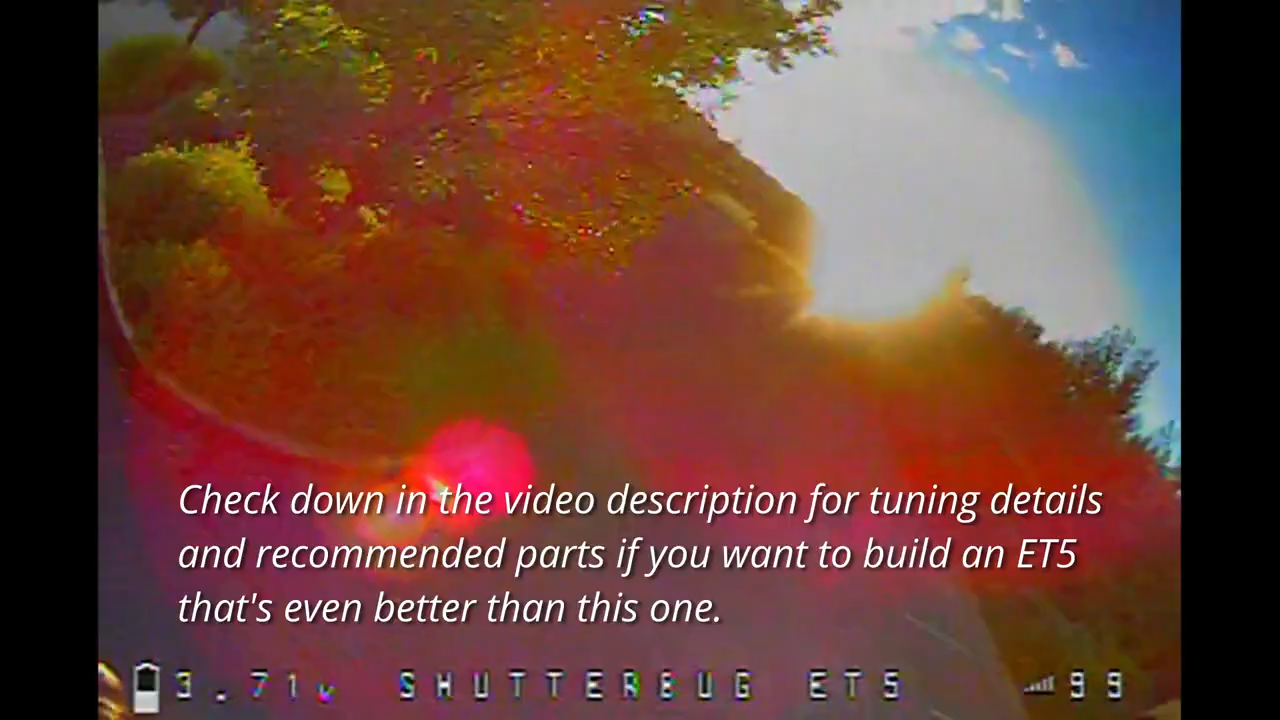 Check down in the video description for tuning details
and recommended parts if you want to build an ET5
that's even better than this one.
3.71v SHUTTERBUG ET5 99